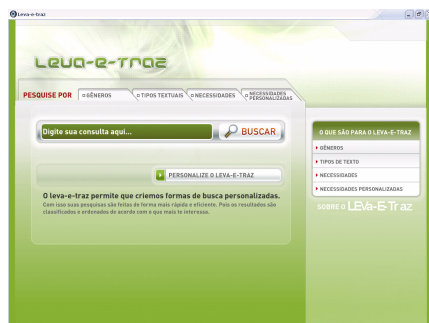 Leva-e-traz
Leva-e-Traz
PESQUISE POR
GÊNEROS
TIPOS TEXTUAIS
NECESSIDADES
NECESSIDADES
PERSONALIZADAS
Digite sua consulta aqui...
BUSCAR
PERSONALIZE O LEVA-E-TRAZ
O leva-e-traz permite que criemos formas de busca personalizadas.
Com isso suas pesquisas são feitas de forma mais rápida e eficiente. Pois os resultados são
classificados e ordenados de acordo com o que mais te interessa.
O QUE SÃO PARA O LEVA-E-TRAZ
GÊNEROS
TIPOS DE TEXTO
NECESSIDADES
NECESSIDADES PERSONALIZADAS
SOBRE O LEVa-E-Traz